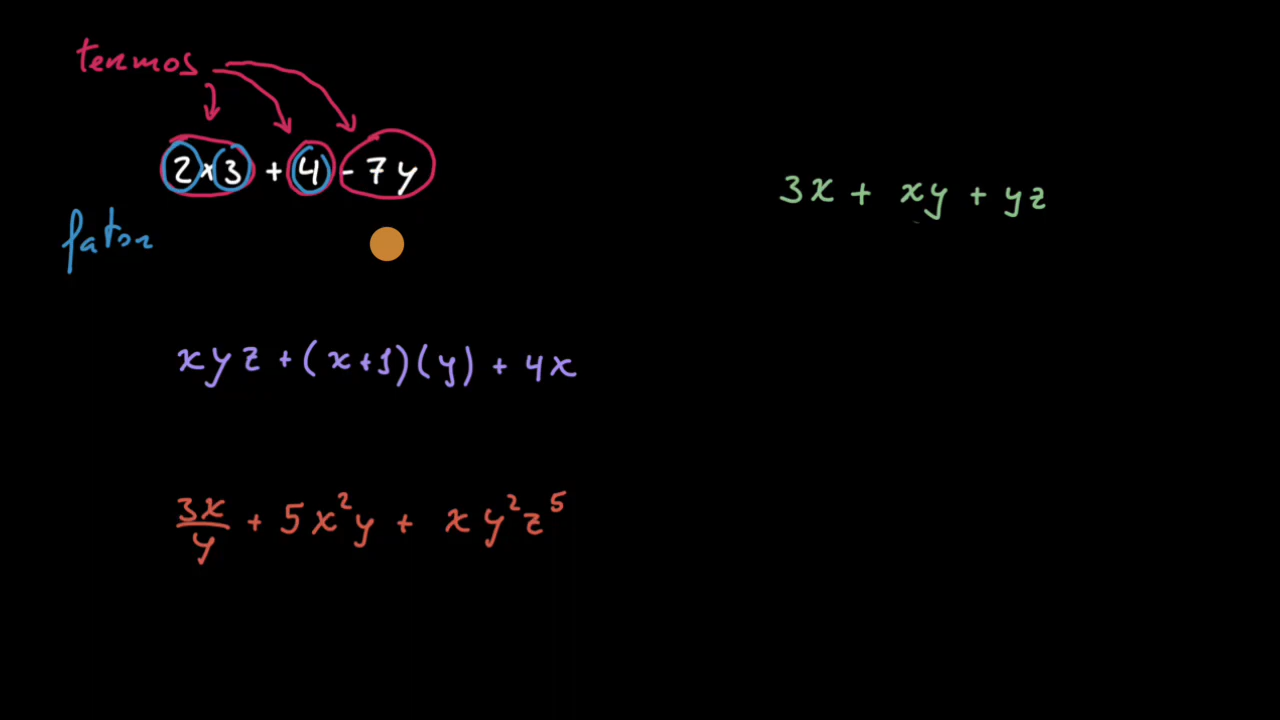 termos
2×3 + 4 - 7y
3x + xy + yz
fator
xyz + (x+1)(y) + 4x
3x/y + 5x²y + xy²z⁵